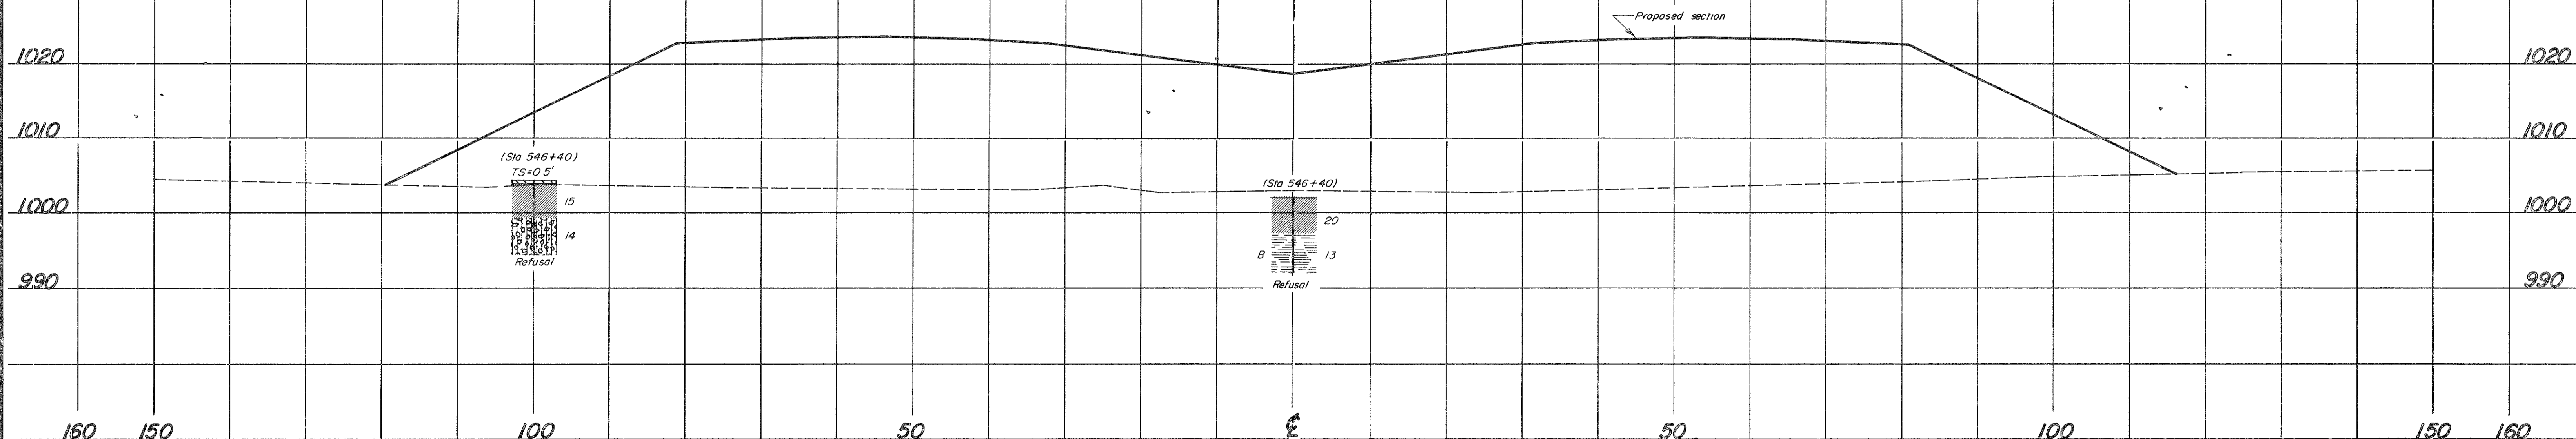 Proposed section
1020 1020
1010 1010
(Sta 546+40)
TS=0.5'
15
(Sta 546+40)
1000 1000
20
14
B 13
Refusal
990 990
Refusal
160 150 100 50 ℄ 50 100 150 160